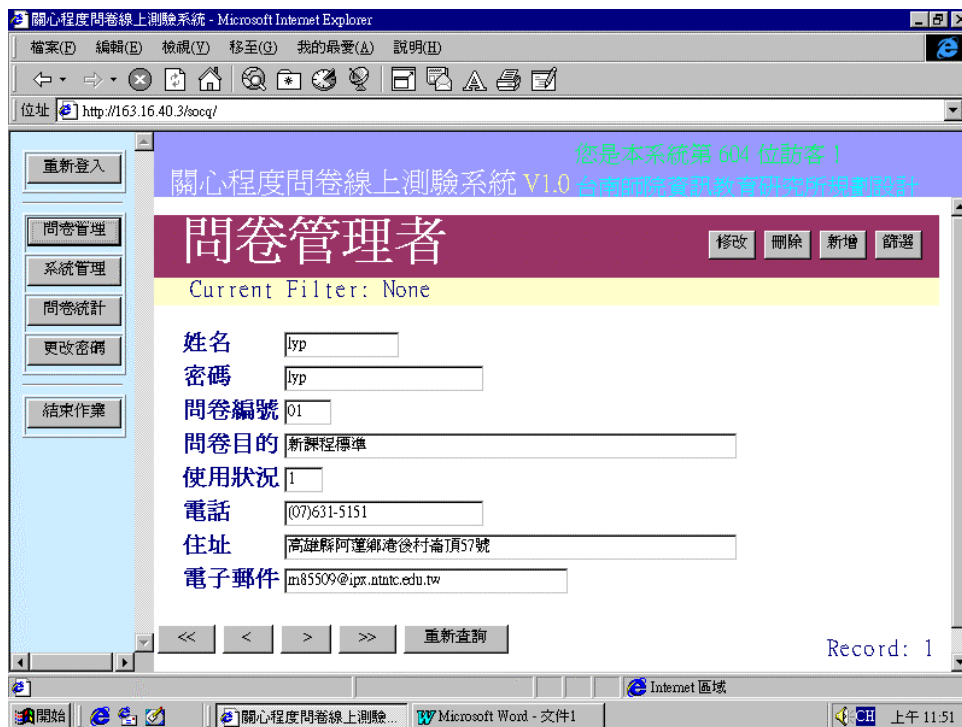 關心程度問卷線上測驗系統 - Microsoft Internet Explorer
檔案(F) 編輯(E) 檢視(V) 移至(G) 我的最愛(A) 說明(H)
位址 http://163.16.40.3/socq/
重新登入
問卷管理
系統管理
問卷統計
更改密碼
結束作業
您是本系統第 604 位訪客！
關心程度問卷線上測驗系統 V1.0 台南師院資訊教育研究所規劃設計
問卷管理者
修改 刪除 新增 篩選
Current Filter: None
姓名 lyp
密碼 lyp
問卷編號 01
問卷目的 新課程標準
使用狀況 1
電話 (07)631-5151
住址 高雄縣阿蓮鄉港後村崙頂57號
電子郵件 m85509@ipx.ntntc.edu.tw
<< < > >> 重新查詢
Record: 1
Internet 區域
開始 關心程度問卷線上測驗... Microsoft Word - 文件1 CH 上午 11:51